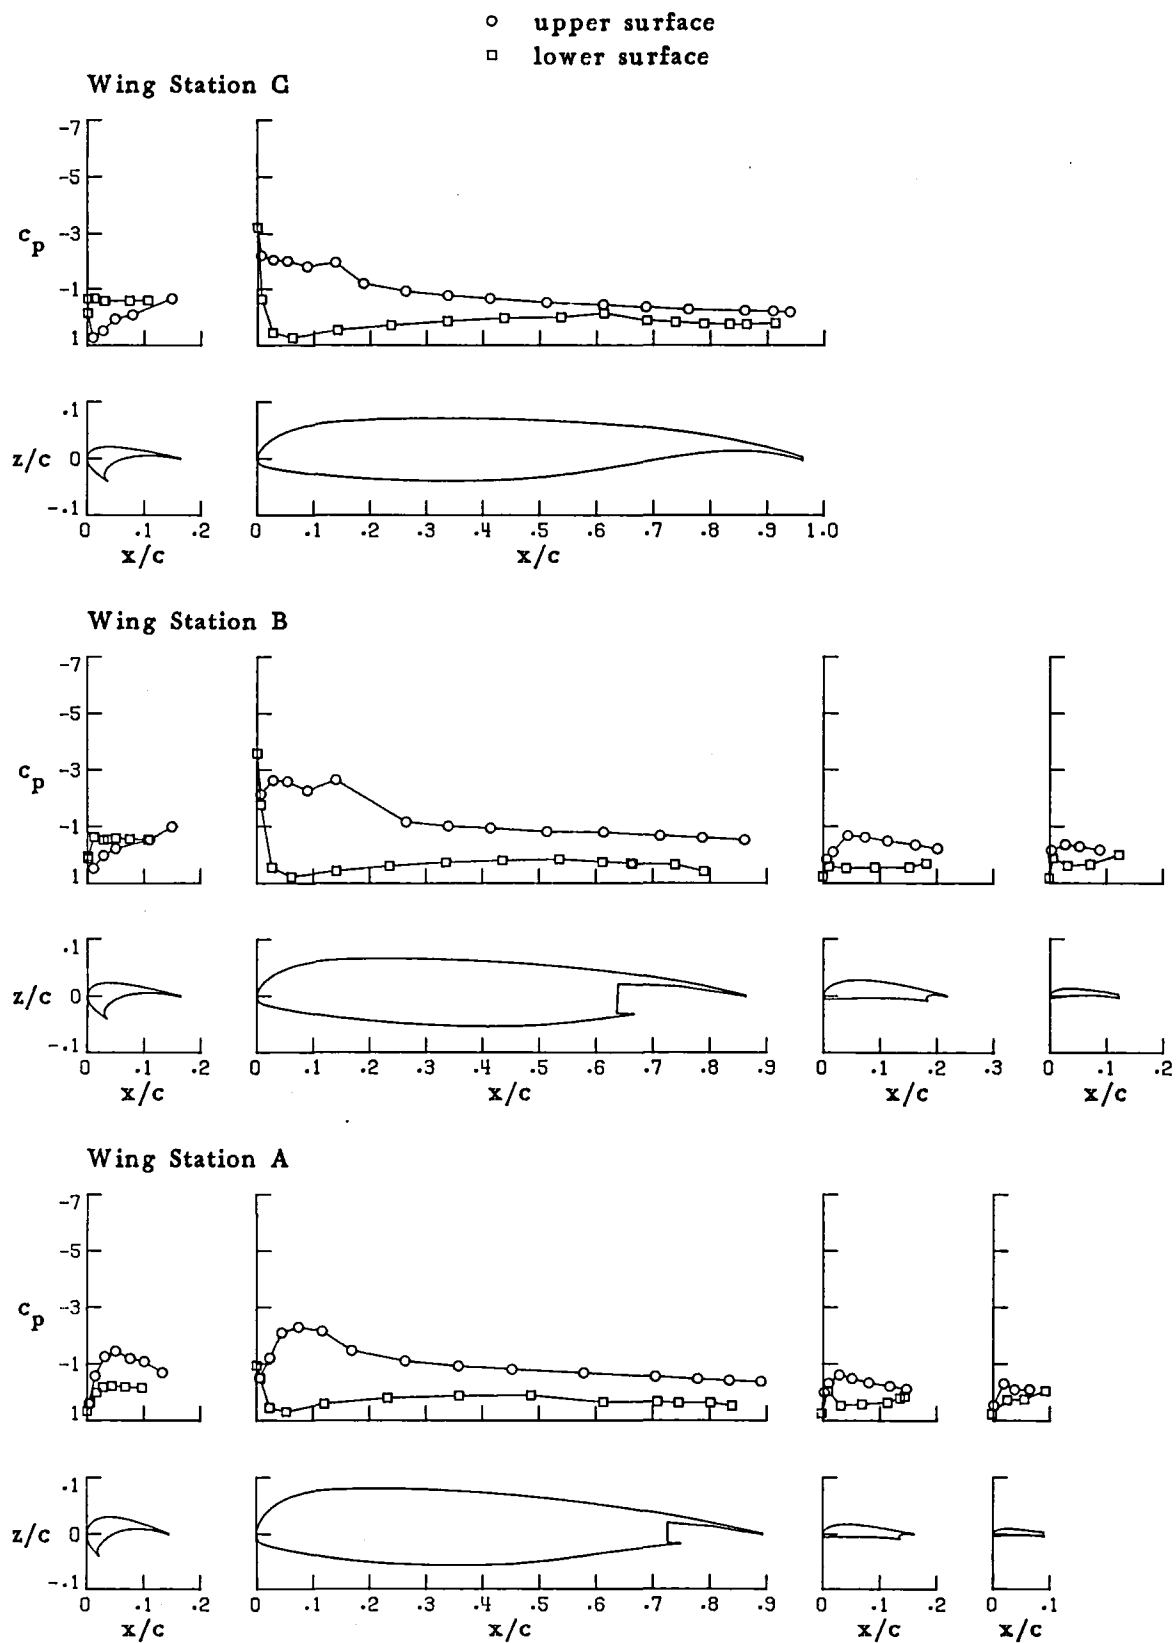 upper surface
lower surface
Wing Station C
-7
-5
-3
-1
1
c_p
.1
0
-.1
z/c
0 .1 .2
x/c
0 .1 .2 .3 .4 .5 .6 .7 .8 .9 1.0
x/c
Wing Station B
-7
-5
-3
-1
1
c_p
.1
0
-.1
z/c
0 .1 .2
x/c
0 .1 .2 .3 .4 .5 .6 .7 .8 .9
x/c
0 .1 .2 .3
x/c
0 .1 .2
x/c
Wing Station A
-7
-5
-3
-1
1
c_p
.1
0
-.1
z/c
0 .1 .2
x/c
0 .1 .2 .3 .4 .5 .6 .7 .8 .9
x/c
0 .1 .2
x/c
0 .1
x/c